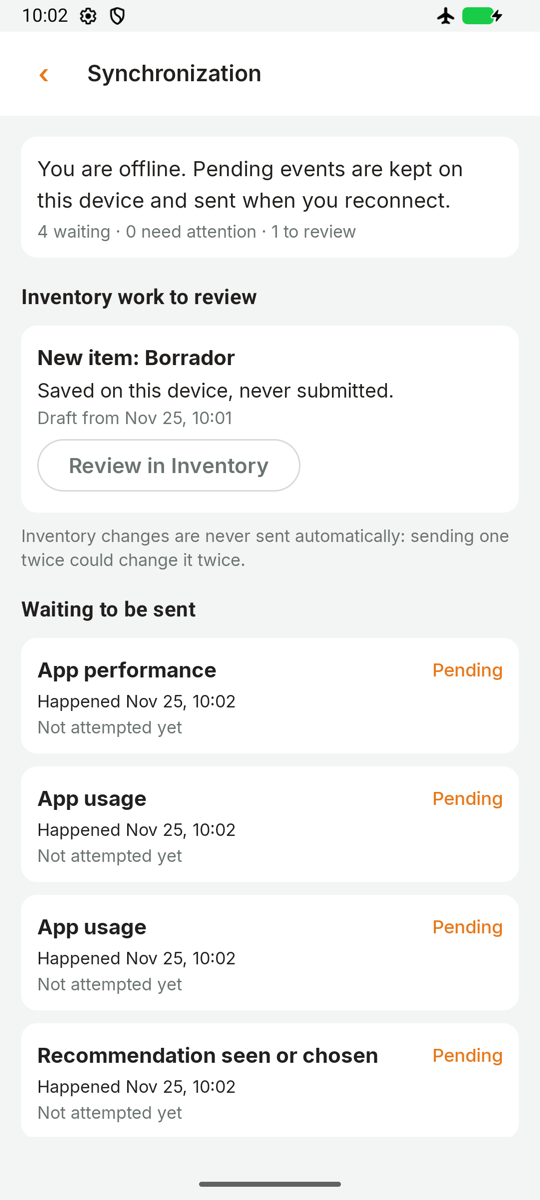 10:02
Synchronization
You are offline. Pending events are kept on
this device and sent when you reconnect.
4 waiting · 0 need attention · 1 to review
Inventory work to review
New item: Borrador
Saved on this device, never submitted.
Draft from Nov 25, 10:01
Review in Inventory
Inventory changes are never sent automatically: sending one
twice could change it twice.
Waiting to be sent
App performance
Pending
Happened Nov 25, 10:02
Not attempted yet
App usage
Pending
Happened Nov 25, 10:02
Not attempted yet
App usage
Pending
Happened Nov 25, 10:02
Not attempted yet
Recommendation seen or chosen
Pending
Happened Nov 25, 10:02
Not attempted yet